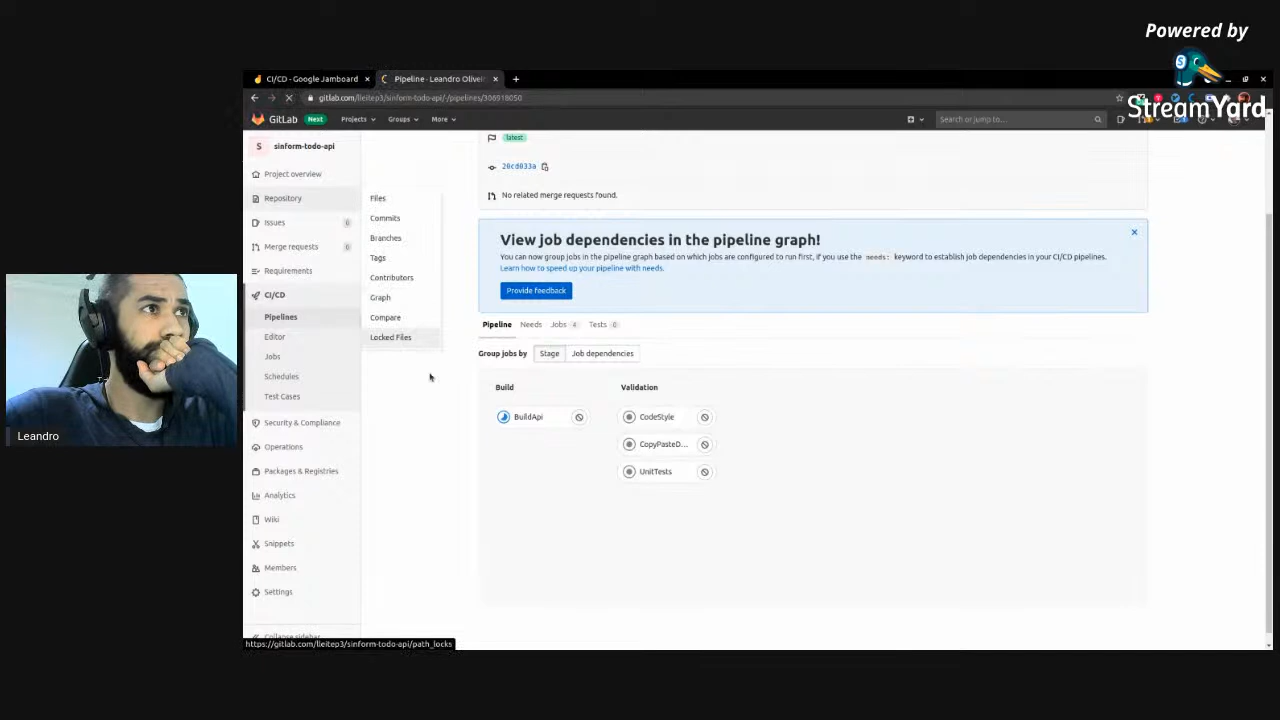 Powered by
StreamYard
CI/CD - Google Jamboard
Pipeline · Leandro Olivei
gitlab.com/lleitep3/sinform-todo-api/-/pipelines/306918050
GitLab
Next
Projects
Groups
More
Search or jump to...
S
sinform-todo-api
Project overview
Repository
Issues
0
Merge requests
0
Requirements
CI/CD
Pipelines
Editor
Jobs
Schedules
Test Cases
Security & Compliance
Operations
Packages & Registries
Analytics
Wiki
Snippets
Members
Settings
Collapse sidebar
Files
Commits
Branches
Tags
Contributors
Graph
Compare
Locked Files
latest
20cd033a
No related merge requests found.
View job dependencies in the pipeline graph!
You can now group jobs in the pipeline graph based on which jobs are configured to run first, if you use the needs: keyword to establish job dependencies in your CI/CD pipelines.
Learn how to speed up your pipeline with needs.
Provide feedback
Pipeline
Needs
Jobs 4
Tests 0
Group jobs by
Stage
Job dependencies
Build
Validation
BuildApi
CodeStyle
CopyPasteD...
UnitTests
https://gitlab.com/lleitep3/sinform-todo-api/path_locks
Leandro